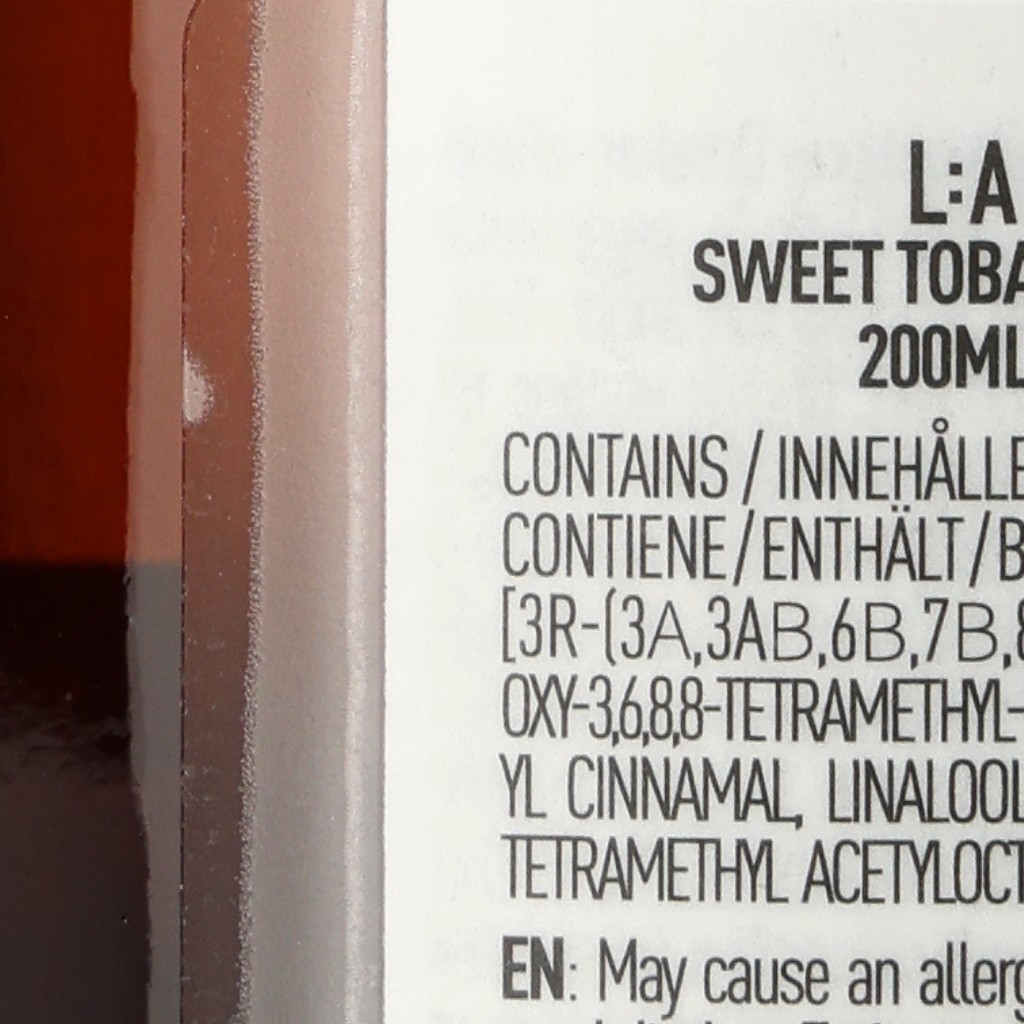 L:A
SWEET TOBA
200ML
CONTAINS / INNEHÅLLE
CONTIENE/ENTHÄLT/B
[3R-(3A,3AB,6B,7B,8
OXY-3,6,8,8-TETRAMETHYL-
YL CINNAMAL, LINALOOL
TETRAMETHYL ACETYLOCT
EN: May cause an allerg